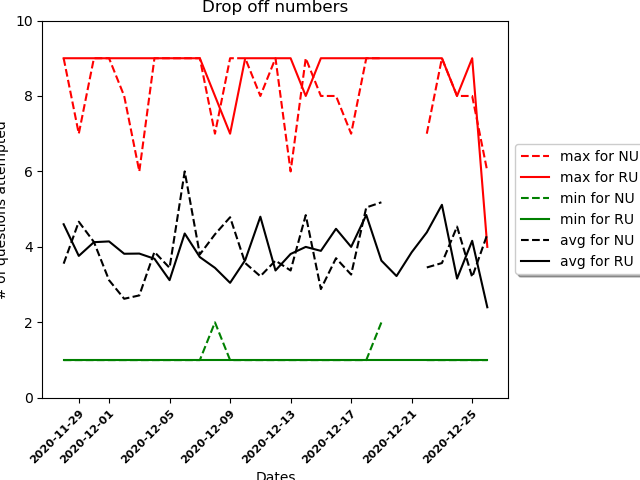 Drop off numbers
10
8
6
4
2
0
# of questions attempted
2020-11-29
2020-12-01
2020-12-05
2020-12-09
2020-12-13
2020-12-17
2020-12-21
2020-12-25
Dates
max for NU
max for RU
min for NU
min for RU
avg for NU
avg for RU